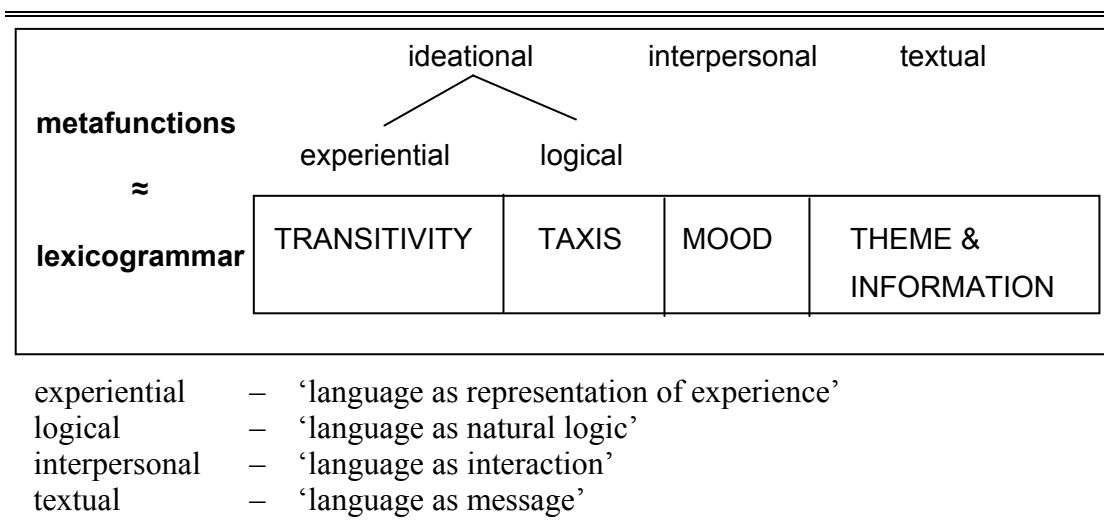 ideational interpersonal textual
metafunctions
experiential logical
≈
TRANSITIVITY TAXIS MOOD THEME &
lexicogrammar
INFORMATION
experiential – ‘language as representation of experience’
logical – ‘language as natural logic’
interpersonal – ‘language as interaction’
textual – ‘language as message’